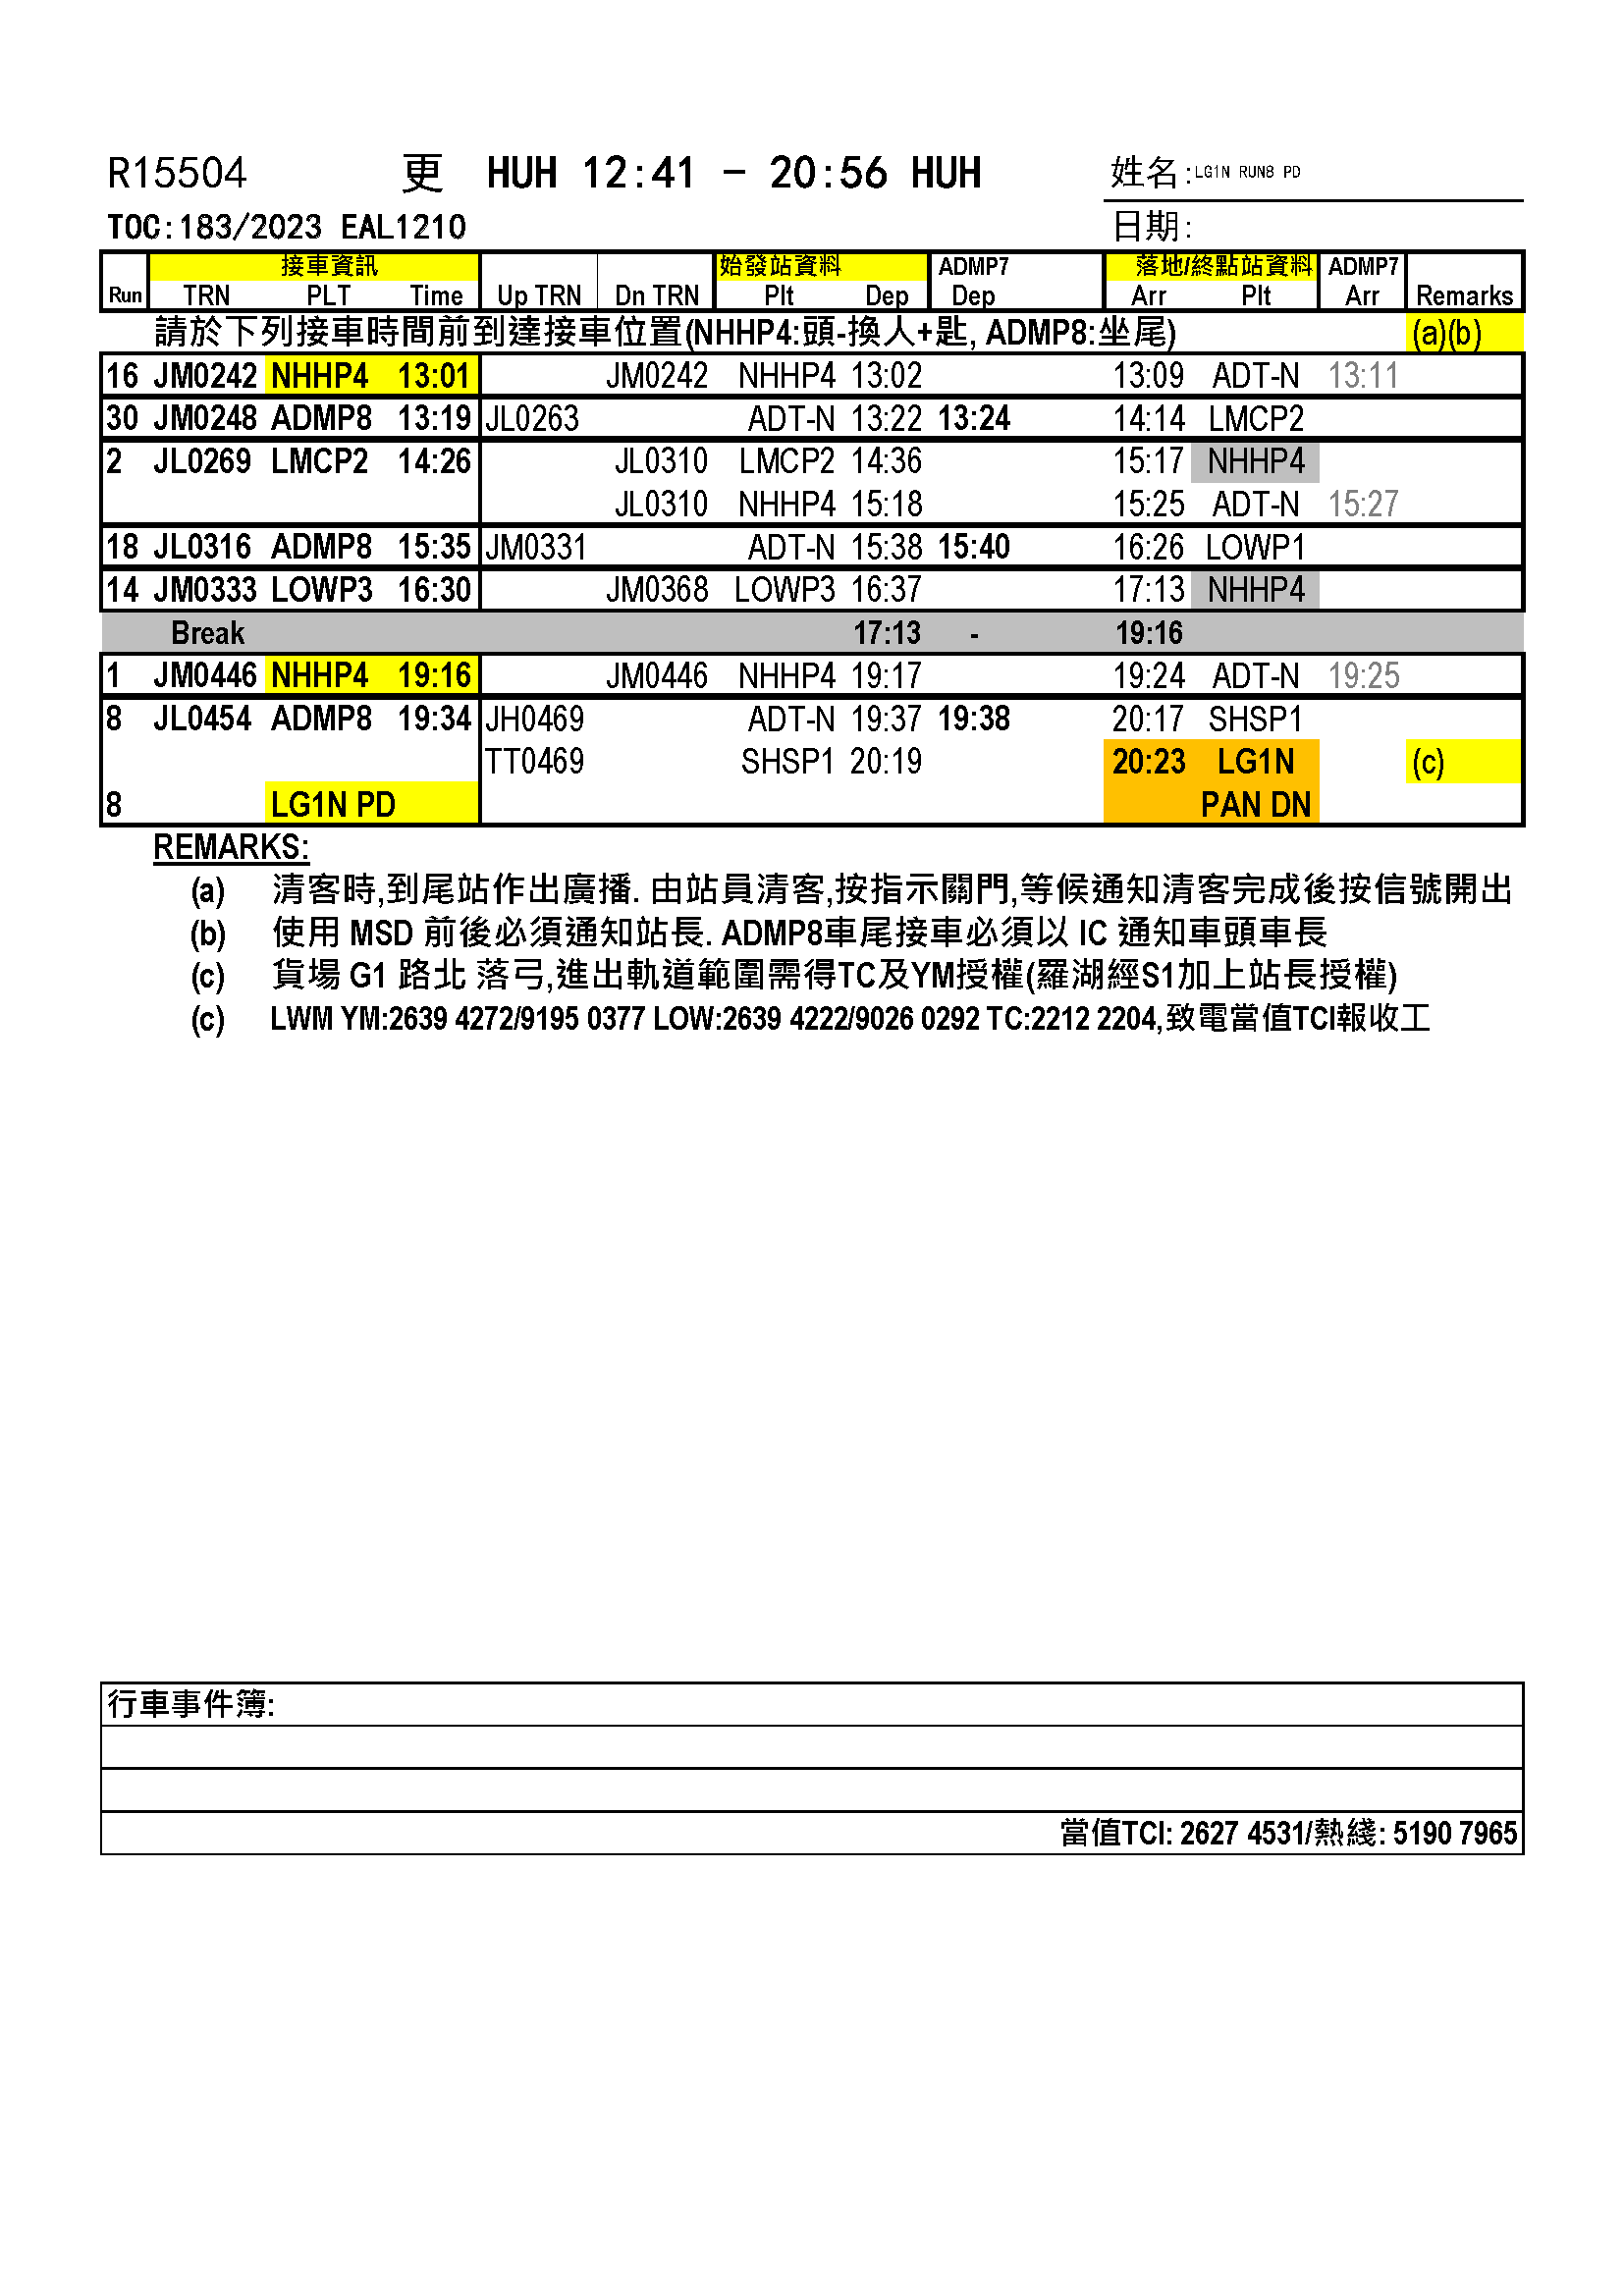 R15504 更 HUH 12:41 - 20:56 HUH 姓名:LG1N RUN8 PD
TOC:183/2023 EAL1210 日期:
接車資訊 始發站資料 ADMP7 落地/終點站資料 ADMP7
Run TRN PLT Time Up TRN Dn TRN Plt Dep Dep Arr Plt Arr Remarks
請於下列接車時間前到達接車位置(NHHP4:頭-換人+匙, ADMP8:坐尾) (a)(b)
16 JM0242 NHHP4 13:01 JM0242 NHHP4 13:02 13:09 ADT-N 13:11
30 JM0248 ADMP8 13:19 JL0263 ADT-N 13:22 13:24 14:14 LMCP2
2 JL0269 LMCP2 14:26 JL0310 LMCP2 14:36 15:17 NHHP4
JL0310 NHHP4 15:18 15:25 ADT-N 15:27
18 JL0316 ADMP8 15:35 JM0331 ADT-N 15:38 15:40 16:26 LOWP1
14 JM0333 LOWP3 16:30 JM0368 LOWP3 16:37 17:13 NHHP4
Break 17:13 - 19:16
1 JM0446 NHHP4 19:16 JM0446 NHHP4 19:17 19:24 ADT-N 19:25
8 JL0454 ADMP8 19:34 JH0469 ADT-N 19:37 19:38 20:17 SHSP1
TT0469 SHSP1 20:19 20:23 LG1N (c)
8 LG1N PD PAN DN
REMARKS:
(a) 清客時,到尾站作出廣播. 由站員清客,按指示關門,等候通知清客完成後按信號開出
(b) 使用 MSD 前後必須通知站長. ADMP8車尾接車必須以 IC 通知車頭車長
(c) 貨場 G1 路北 落弓,進出軌道範圍需得TC及YM授權(羅湖經S1加上站長授權)
(c) LWM YM:2639 4272/9195 0377 LOW:2639 4222/9026 0292 TC:2212 2204,致電當值TCI報收工
行車事件簿:
當值TCI: 2627 4531/熱綫: 5190 7965